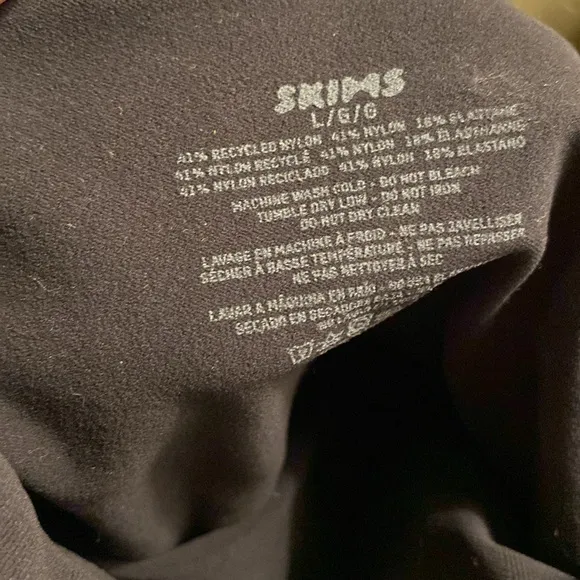 SKIMS
L/G/G
41% RECYCLED NYLON 41% NYLON 18% ELASTANE
41% NYLON RECYCLÉ 41% NYLON 18% ÉLASTHANNE
41% NYLON RECICLADO 41% NYLON 18% ELASTANO
MACHINE WASH COLD - DO NOT BLEACH
TUMBLE DRY LOW - DO NOT IRON
DO NOT DRY CLEAN
LAVAGE EN MACHINE À FROID - NE PAS JAVELLISER
SÉCHER À BASSE TEMPÉRATURE - NE PAS REPASSER
NE PAS NETTOYER À SEC
LAVAR A MÁQUINA EN FRÍO - NO
SECADO EN SECADORA
NO